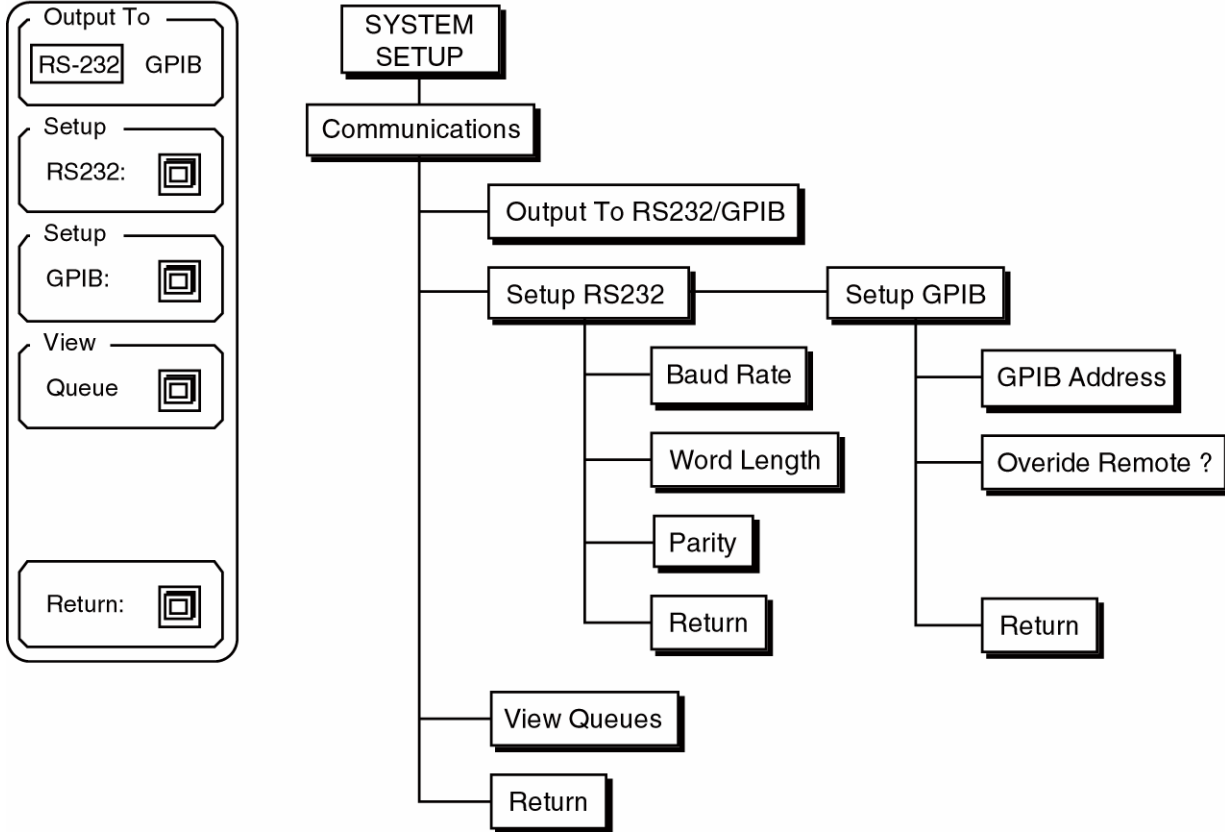 Output To
RS-232 GPIB
Setup
RS232:
Setup
GPIB:
View
Queue
Return:
SYSTEM
SETUP
Communications
Output To RS232/GPIB
Setup RS232
Setup GPIB
Baud Rate
GPIB Address
Word Length
Overide Remote ?
Parity
Return
Return
View Queues
Return